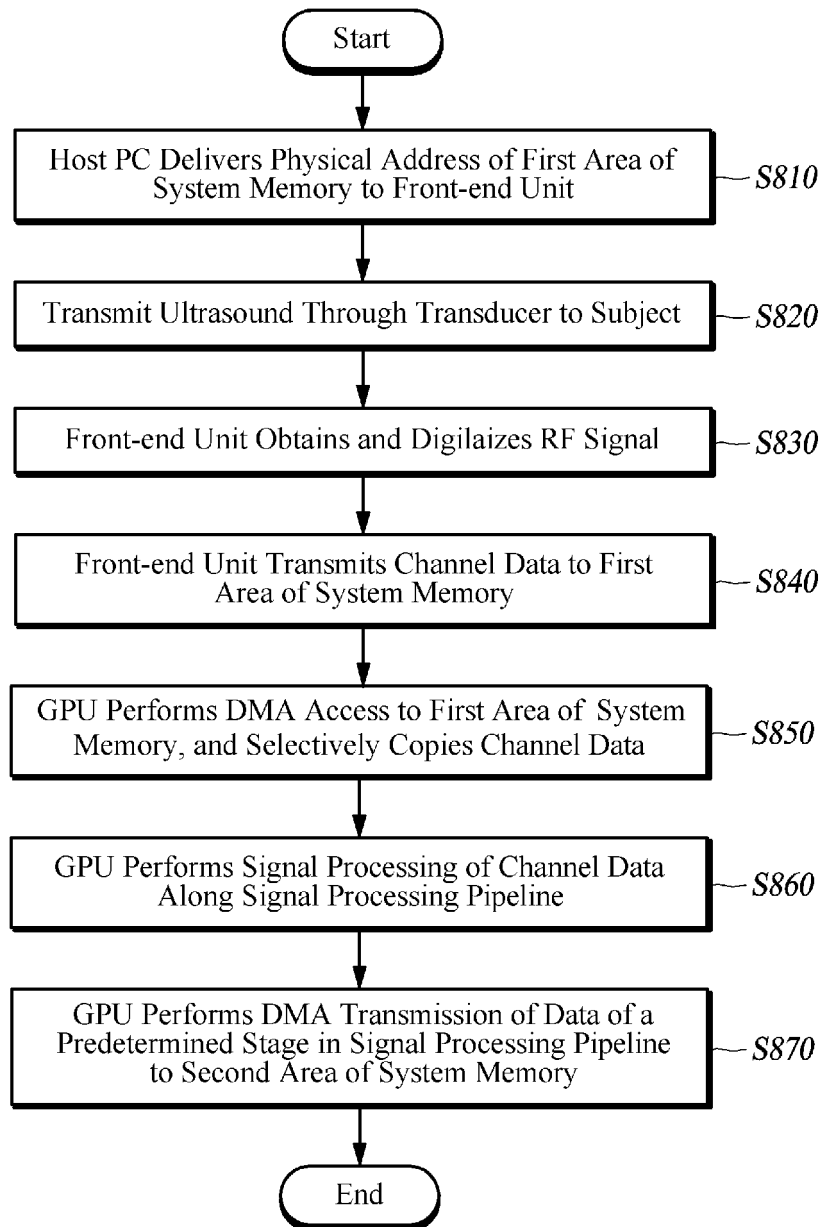 Start
Host PC Delivers Physical Address of First Area of
System Memory to Front-end Unit
S810
Transmit Ultrasound Through Transducer to Subject
S820
Front-end Unit Obtains and Digilaizes RF Signal
S830
Front-end Unit Transmits Channel Data to First
Area of System Memory
S840
GPU Performs DMA Access to First Area of System
Memory, and Selectively Copies Channel Data
S850
GPU Performs Signal Processing of Channel Data
Along Signal Processing Pipeline
S860
GPU Performs DMA Transmission of Data of a
Predetermined Stage in Signal Processing Pipeline
to Second Area of System Memory
S870
End